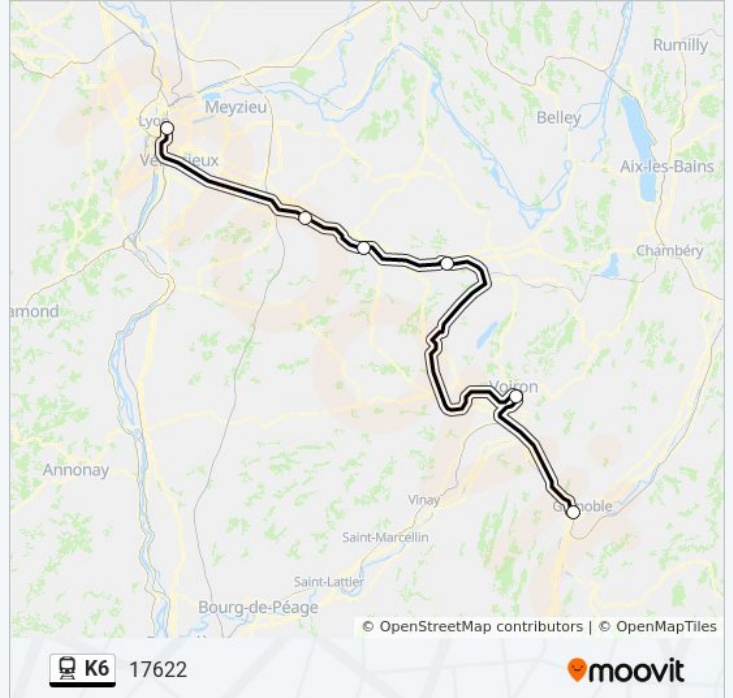 Rumilly
Meyzieu
Belley
Lyon
Vénissieux
Aix-les-Bains
Chambéry
amond
Voiron
Annonay
Vinay
Grenoble
Saint-Marcellin
Saint-Lattier
Bourg-de-Péage
© OpenStreetMap contributors | © OpenMapTiles
K6 17622 moovit